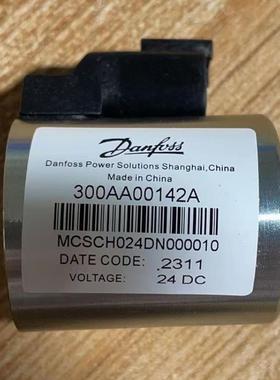 Danfoss
Danfoss Power Solutions Shanghai,China
Made in China
300AA00142A
MCSCH024DN000010
DATE CODE: .2311
VOLTAGE: 24 DC